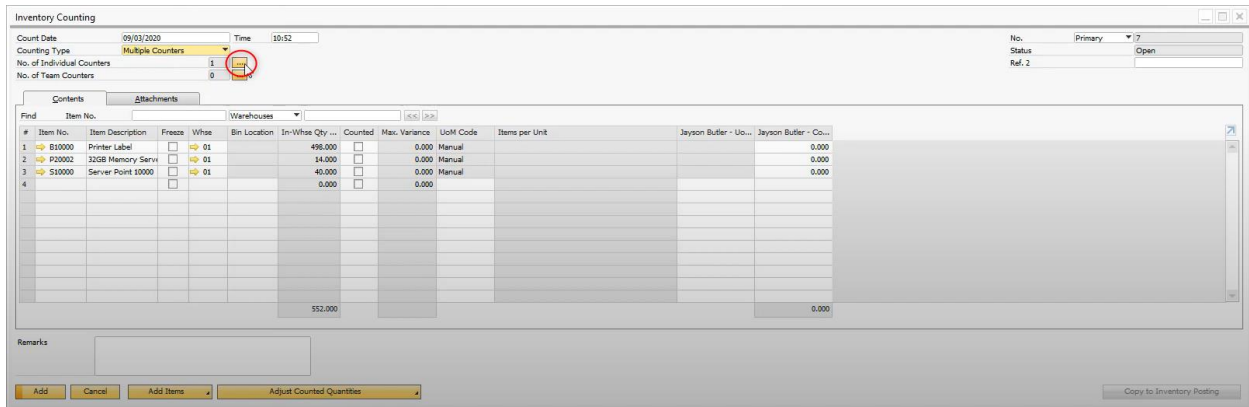 Inventory Counting
Count Date 09/03/2020 Time 10:52 No. Primary 7
Counting Type Multiple Counters Status Open
No. of Individual Counters 1 ... Ref. 2
No. of Team Counters 0
Contents Attachments
Find Item No. Warehouses << >>
# Item No. Item Description Freeze Whse Bin Location In-Whse Qty ... Counted Max. Variance UoM Code Items per Unit Jayson Butler - Uo... Jayson Butler - Co...
1 B10000 Printer Label 01 498.000 0.000 Manual 0.000
2 P20002 32GB Memory Serve 01 14.000 0.000 Manual 0.000
3 S10000 Server Point 10000 01 40.000 0.000 Manual 0.000
4 0.000 0.000
552.000 0.000
Remarks
Add Cancel Add Items Adjust Counted Quantities Copy to Inventory Posting